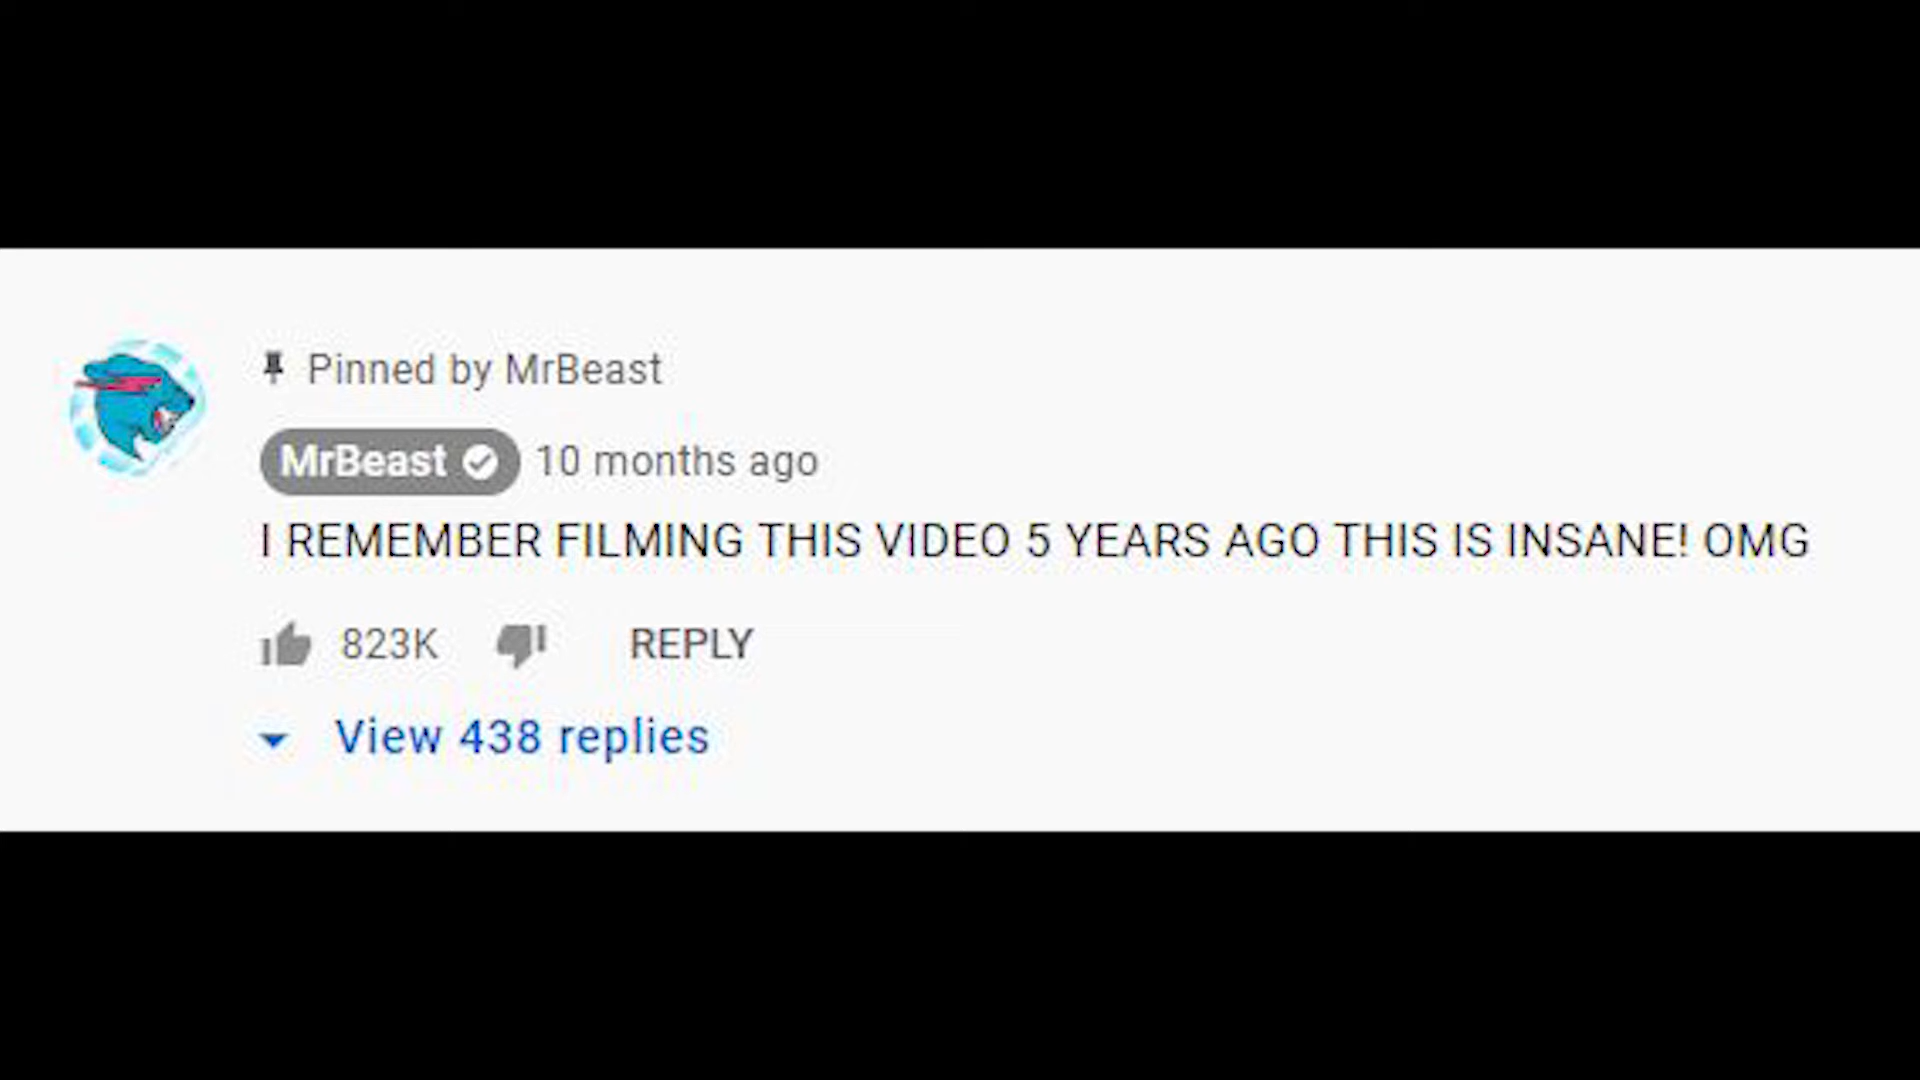 Pinned by MrBeast
MrBeast 10 months ago
I REMEMBER FILMING THIS VIDEO 5 YEARS AGO THIS IS INSANE! OMG
823K REPLY
View 438 replies